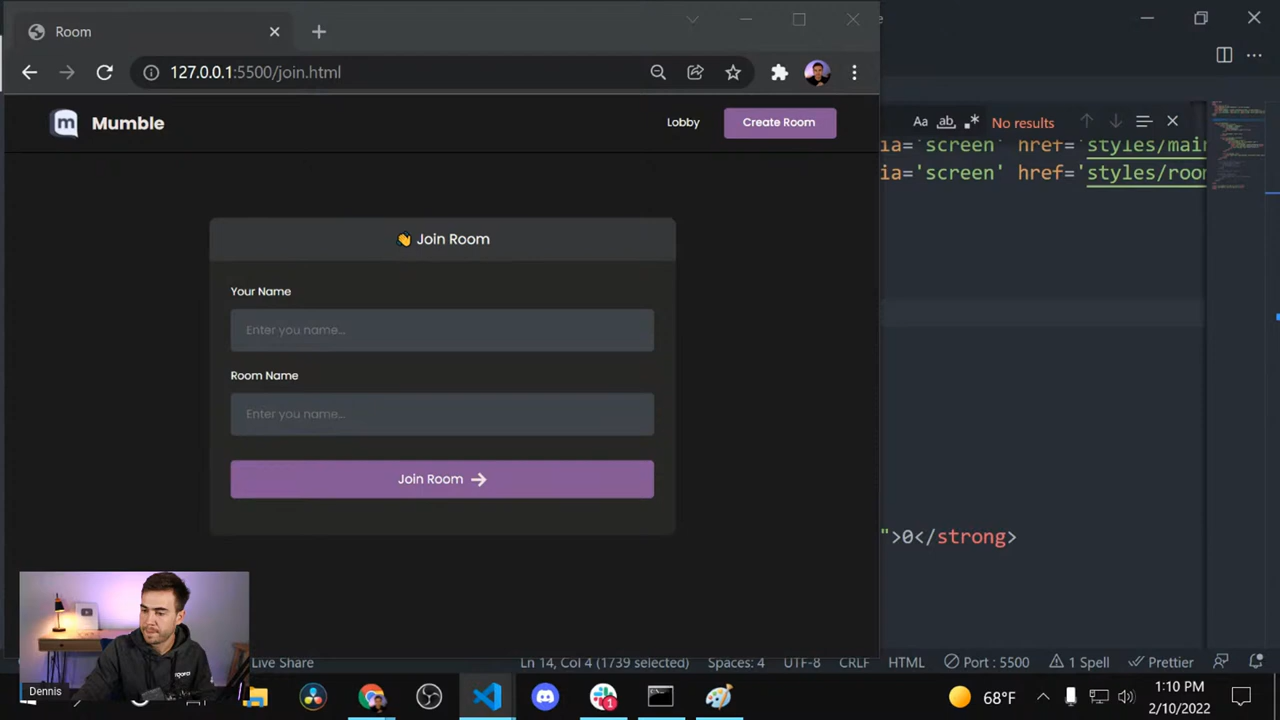 Room
127.0.0.1:5500/join.html
m Mumble
Lobby
Create Room
Aa ab No results
ia='screen' href='styles/mai
ia='screen' href='styles/roo
👋 Join Room
Your Name
Enter you name...
Room Name
Enter you name...
Join Room →
">0</strong>
Dennis
Live Share
Ln 14, Col 4 (1739 selected)
Spaces: 4
UTF-8
CRLF
HTML
Port : 5500
1 Spell
Prettier
1
68°F
1:10 PM
2/10/2022